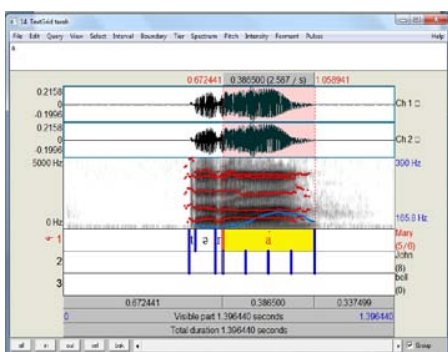 14. TextGrid torah
File Edit Query View Select Interval Boundary Tier Spectrum Pitch Intensity Formant Pulses Help
0.672441 0.386500 (2.587 / s) 1.058941
0.2158
0
-0.1996
Ch 1
0.2158
0
-0.1996
Ch 2
5000 Hz 390 Hz
0 Hz 165.8 Hz
1 t ə r Mary
(5/6)
2 John
(8)
3 bell
(0)
0.672441 0.386500 0.337499
0 Visible part 1.396440 seconds 1.396440
Total duration 1.396440 seconds
all in out sel bak Group